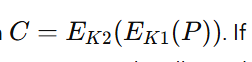 C = E_{K2}(E_{K1}(P)). If